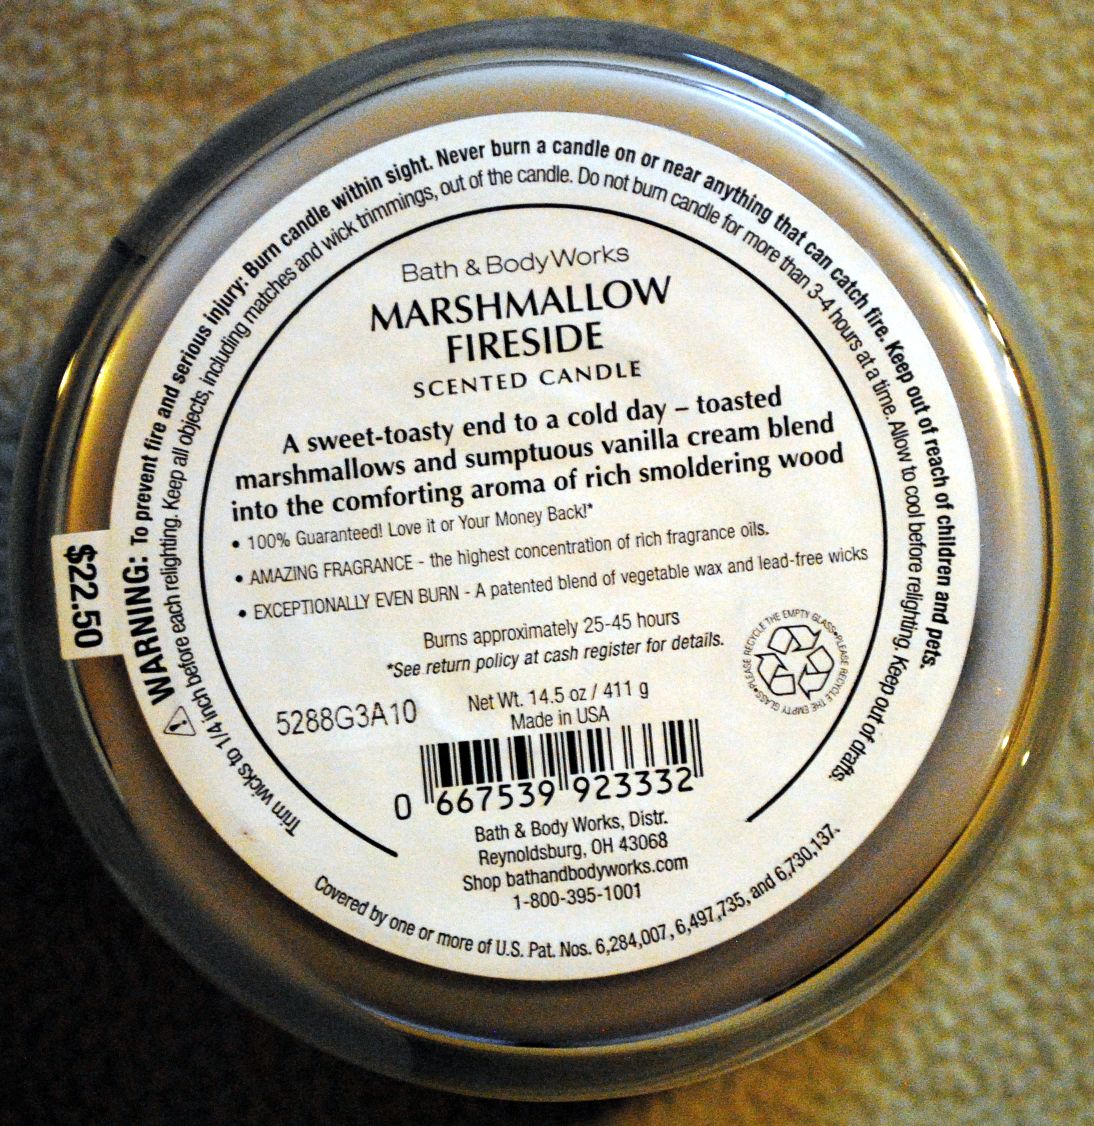 WARNING: To prevent fire and serious injury: Burn candle within sight. Never burn a candle on or near anything that can catch fire. Keep out of reach of children and pets.
Trim wicks to 1/4 inch before each relighting. Keep all objects, including matches and wick trimmings, out of the candle. Do not burn candle for more than 3-4 hours at a time. Allow to cool before relighting. Keep out of drafts.
Bath & Body Works
MARSHMALLOW
FIRESIDE
SCENTED CANDLE
A sweet-toasty end to a cold day – toasted
marshmallows and sumptuous vanilla cream blend
into the comforting aroma of rich smoldering wood
• 100% Guaranteed! Love it or Your Money Back!*
• AMAZING FRAGRANCE - the highest concentration of rich fragrance oils.
• EXCEPTIONALLY EVEN BURN - A patented blend of vegetable wax and lead-free wicks
Burns approximately 25-45 hours
*See return policy at cash register for details.
PLEASE RECYCLE THE EMPTY GLASS•PLEASE RECYCLE THE EMPTY GLASS•
$22.50
5288G3A10
Net Wt. 14.5 oz / 411 g
Made in USA
0 667539 923332
Bath & Body Works, Distr.
Reynoldsburg, OH 43068
Shop bathandbodyworks.com
1-800-395-1001
Covered by one or more of U.S. Pat. Nos. 6,284,007, 6,497,735, and 6,730,137.